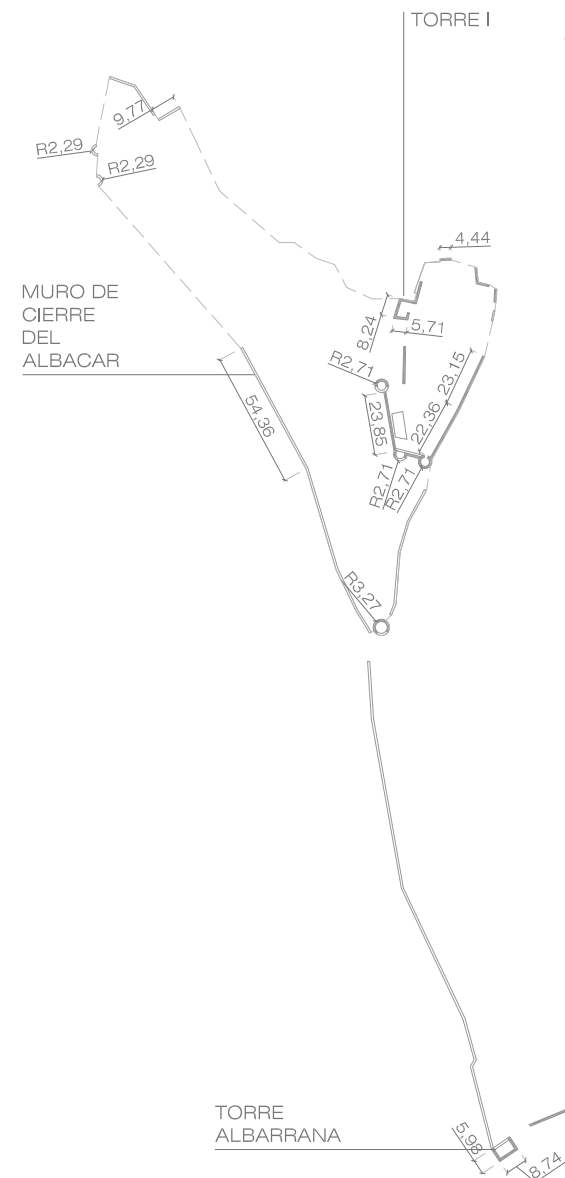 TORRE I
9,77
R2,29
R2,29
4,44
MURO DE
CIERRE
DEL
ALBACAR
8,24
5,71
R2,71
23,15
54,36
23,85
22,36
R2,71
R2,71
R3,27
TORRE
ALBARRANA
5,98
8,74